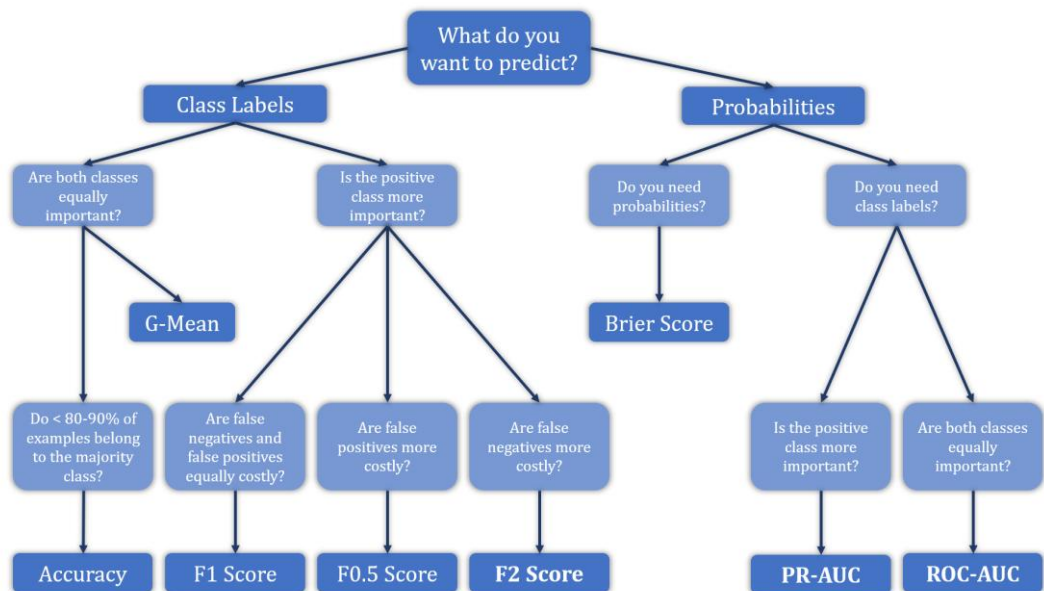 What do you
want to predict?
Class Labels
Probabilities
Are both classes
equally
important?
Is the positive
class more
important?
Do you need
probabilities?
Do you need
class labels?
G-Mean
Brier Score
Do < 80-90% of
examples belong
to the majority
class?
Are false
negatives and
false positives
equally costly?
Are false
positives more
costly?
Are false
negatives more
costly?
Is the positive
class more
important?
Are both classes
equally
important?
Accuracy
F1 Score
F0.5 Score
F2 Score
PR-AUC
ROC-AUC